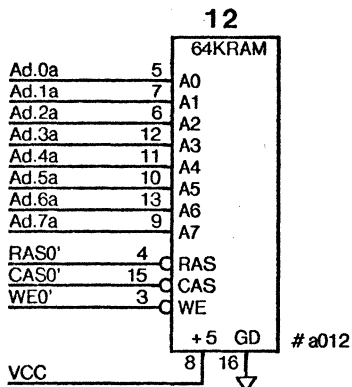 12
64KRAM
Ad.0a 5 A0
Ad.1a 7 A1
Ad.2a 6 A2
Ad.3a 12 A3
Ad.4a 11 A4
Ad.5a 10 A5
Ad.6a 13 A6
Ad.7a 9 A7
RAS0' 4 RAS
CAS0' 15 CAS
WE0' 3 WE
+5 GD #a012
8 16
VCC